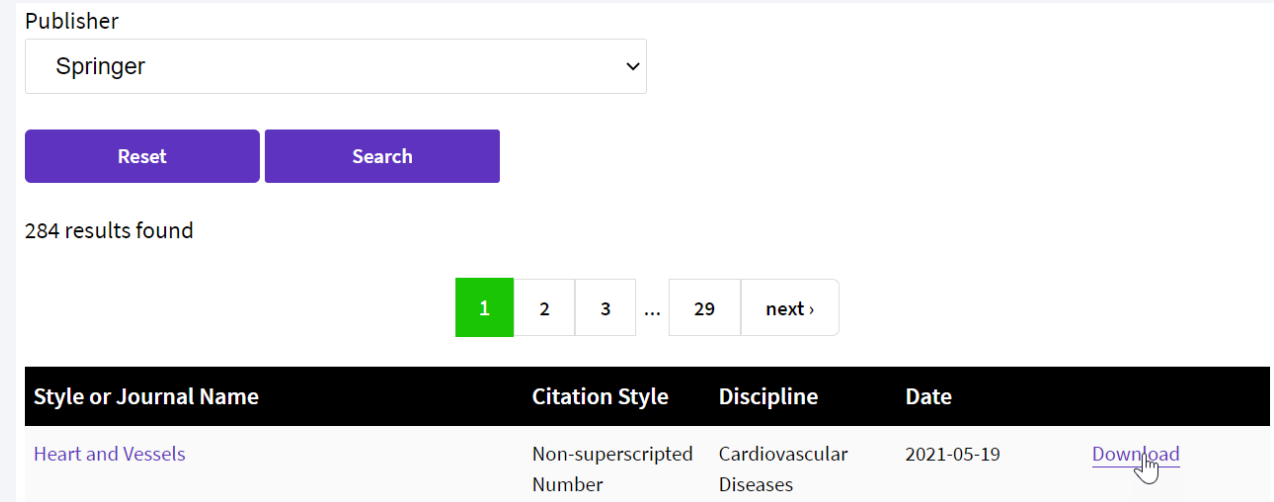 Publisher
Springer
Reset Search
284 results found
1 2 3 ... 29 next ›
Style or Journal Name Citation Style Discipline Date
Heart and Vessels Non-superscripted Cardiovascular 2021-05-19 Download
Number Diseases